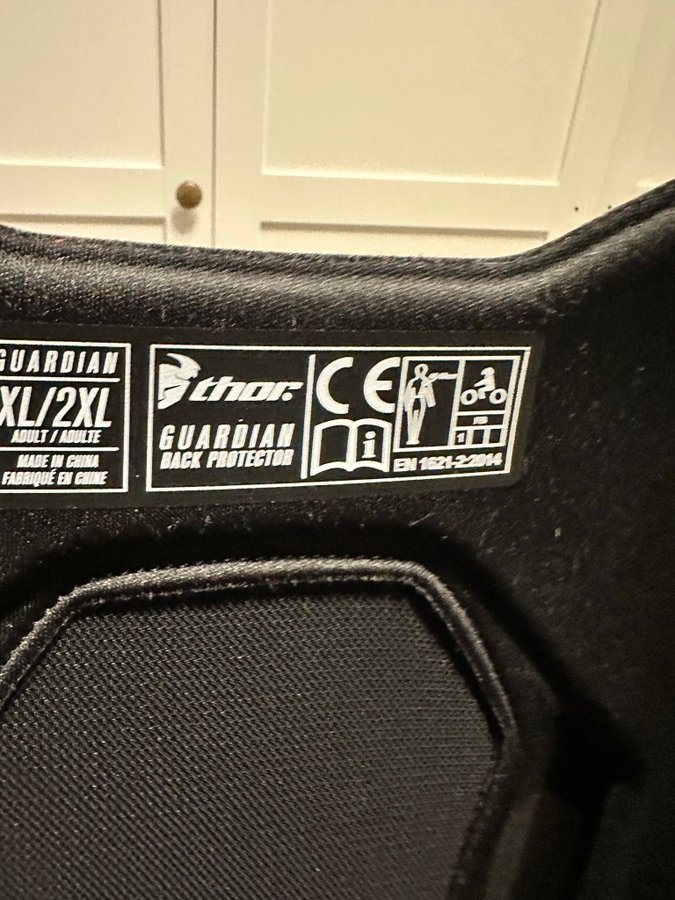 GUARDIAN
XL/2XL
ADULT / ADULTE
MADE IN CHINA
FABRIQUÉ EN CHINE
thor.
GUARDIAN
BACK PROTECTOR
CE
i
FB
1
EN 1621-2:2014